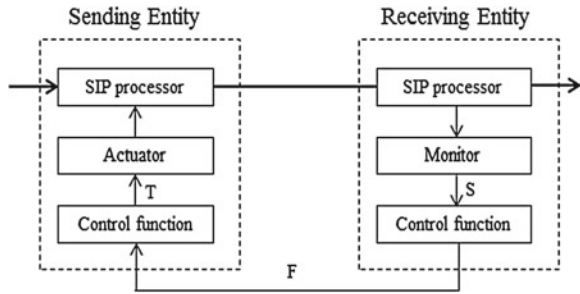 Sending Entity
Receiving Entity
SIP processor
SIP processor
Actuator
Monitor
T
S
Control function
Control function
F